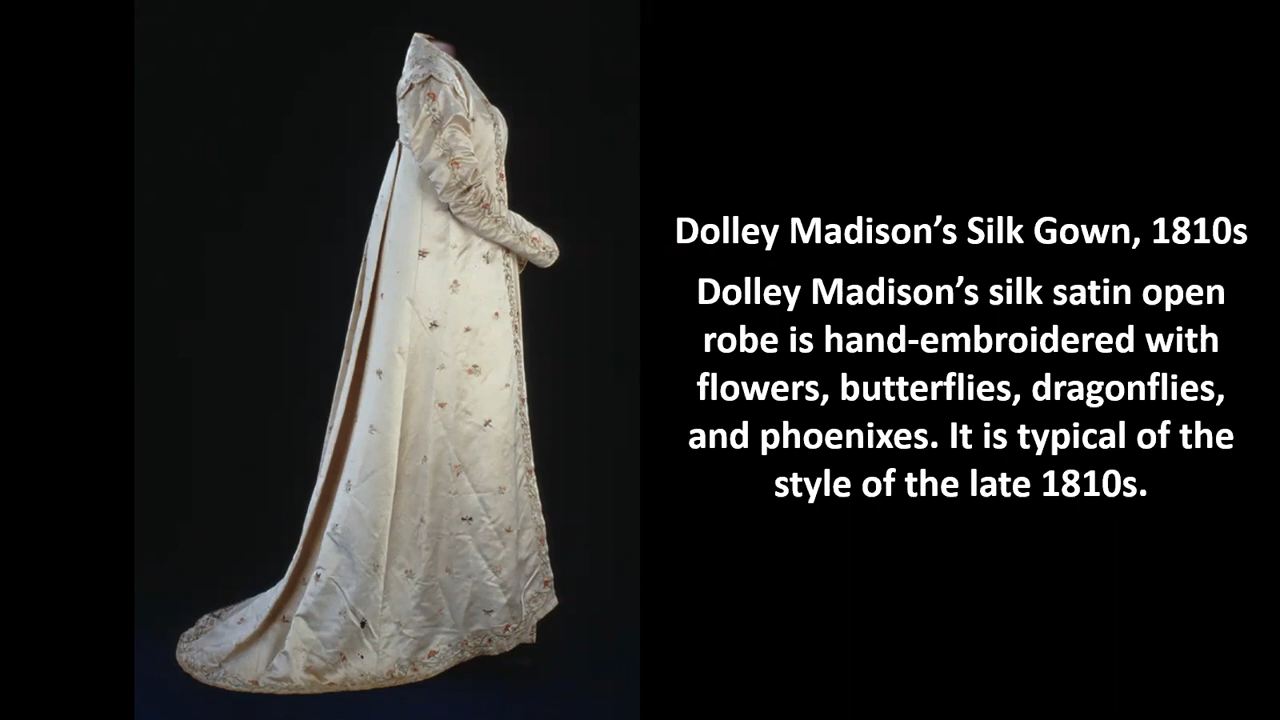 Dolley Madison’s Silk Gown, 1810s
Dolley Madison’s silk satin open
robe is hand-embroidered with
flowers, butterflies, dragonflies,
and phoenixes. It is typical of the
style of the late 1810s.